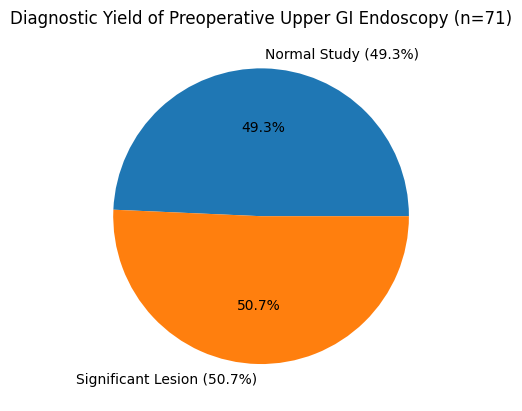 Diagnostic Yield of Preoperative Upper GI Endoscopy (n=71)
Normal Study (49.3%)
49.3%
50.7%
Significant Lesion (50.7%)